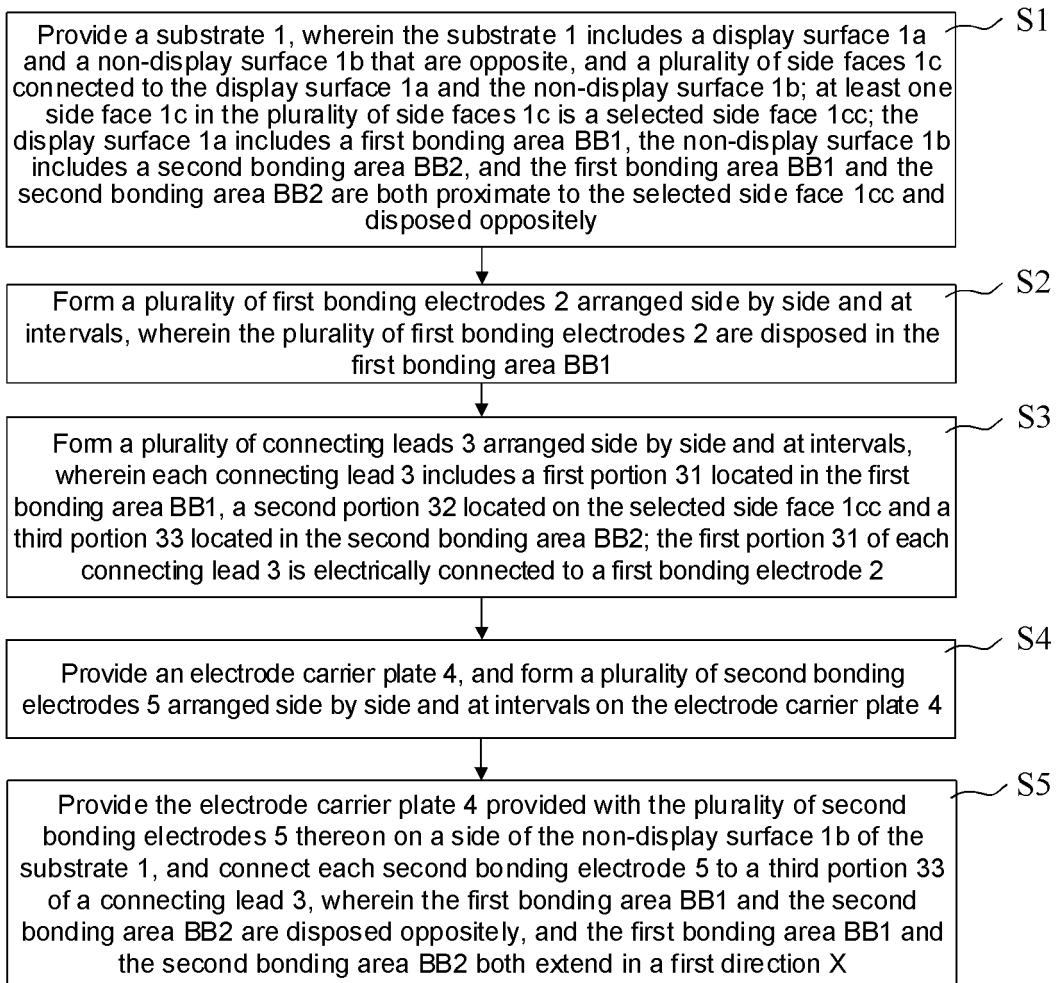 S1
Provide a substrate 1, wherein the substrate 1 includes a display surface 1a
and a non-display surface 1b that are opposite, and a plurality of side faces 1c
connected to the display surface 1a and the non-display surface 1b; at least one
side face 1c in the plurality of side faces 1c is a selected side face 1cc; the
display surface 1a includes a first bonding area BB1, the non-display surface 1b
includes a second bonding area BB2, and the first bonding area BB1 and the
second bonding area BB2 are both proximate to the selected side face 1cc and
disposed oppositely
S2
Form a plurality of first bonding electrodes 2 arranged side by side and at
intervals, wherein the plurality of first bonding electrodes 2 are disposed in the
first bonding area BB1
S3
Form a plurality of connecting leads 3 arranged side by side and at intervals,
wherein each connecting lead 3 includes a first portion 31 located in the first
bonding area BB1, a second portion 32 located on the selected side face 1cc and a
third portion 33 located in the second bonding area BB2; the first portion 31 of each
connecting lead 3 is electrically connected to a first bonding electrode 2
S4
Provide an electrode carrier plate 4, and form a plurality of second bonding
electrodes 5 arranged side by side and at intervals on the electrode carrier plate 4
S5
Provide the electrode carrier plate 4 provided with the plurality of second
bonding electrodes 5 thereon on a side of the non-display surface 1b of the
substrate 1, and connect each second bonding electrode 5 to a third portion 33
of a connecting lead 3, wherein the first bonding area BB1 and the second
bonding area BB2 are disposed oppositely, and the first bonding area BB1 and
the second bonding area BB2 both extend in a first direction X